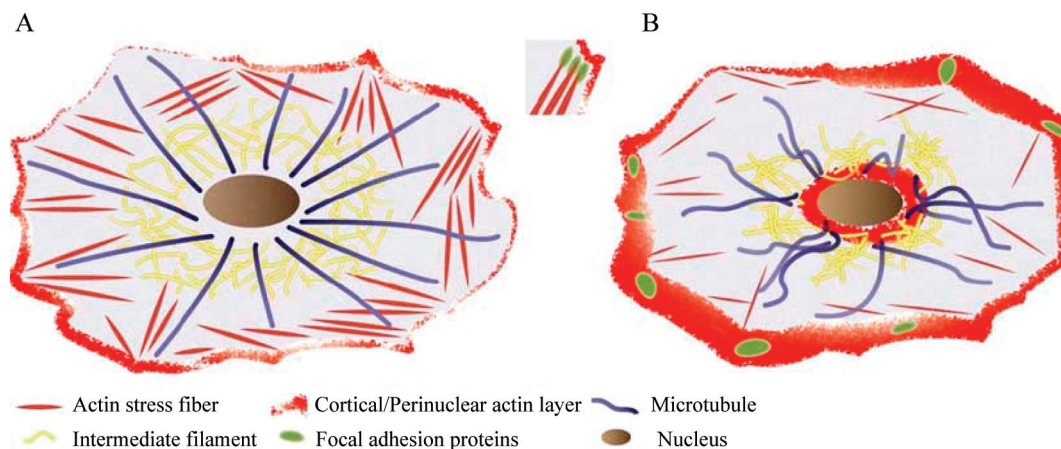 A
B
Actin stress fiber Cortical/Perinuclear actin layer Microtubule
Intermediate filament Focal adhesion proteins Nucleus